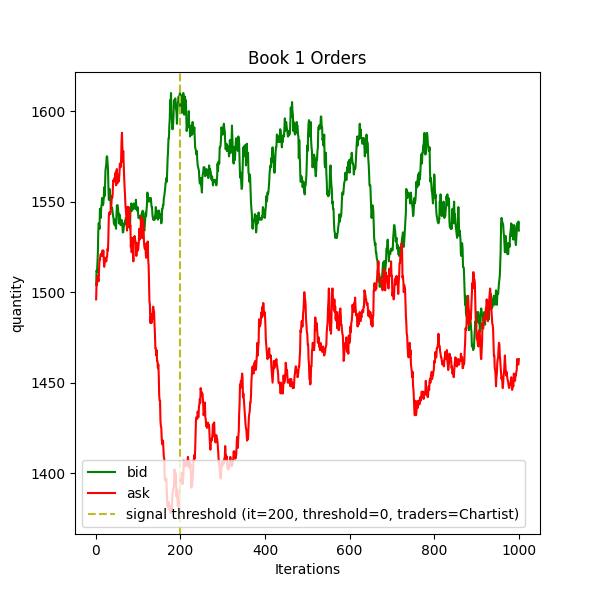 Book 1 Orders
quantity
1600
1550
1500
1450
1400
bid
ask
signal threshold (it=200, threshold=0, traders=Chartist)
0 200 400 600 800 1000
Iterations